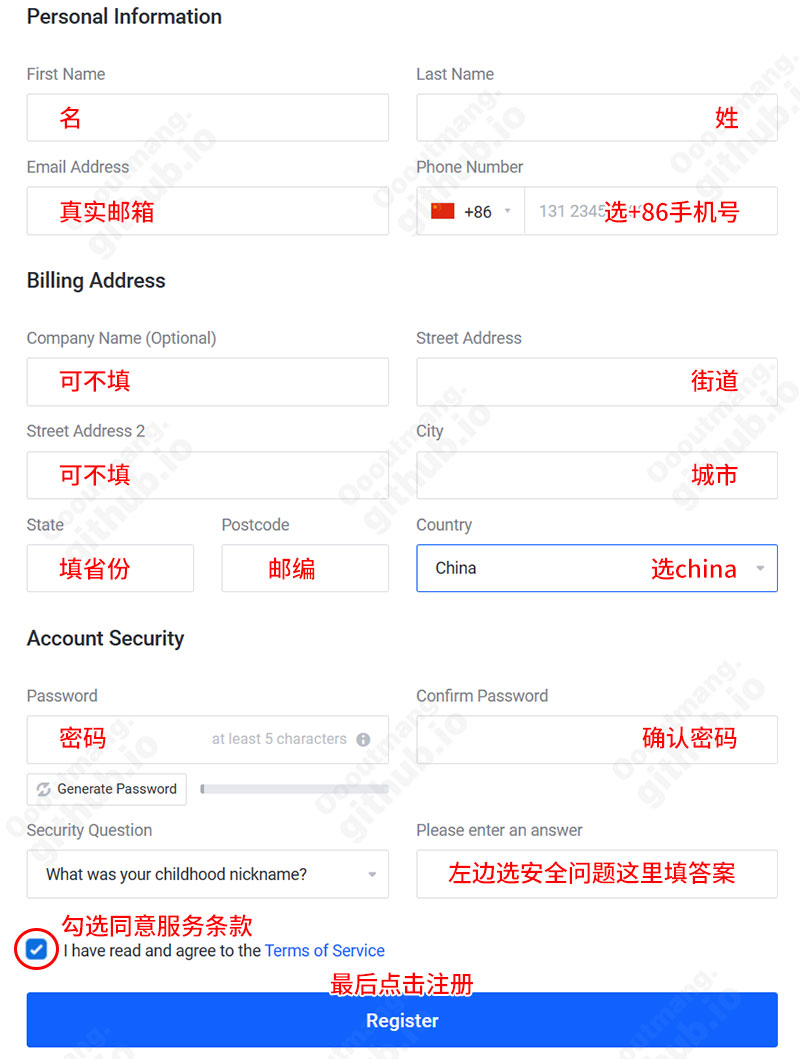 Personal Information
First Name
Last Name
名
姓
Email Address
Phone Number
真实邮箱
+86
131 2345
选+86手机号
Billing Address
Company Name (Optional)
Street Address
可不填
街道
Street Address 2
City
可不填
城市
State
Postcode
Country
填省份
邮编
China
选china
Account Security
Password
Confirm Password
密码
at least 5 characters
确认密码
Generate Password
Security Question
Please enter an answer
What was your childhood nickname?
左边选安全问题这里填答案
勾选同意服务条款
I have read and agree to the Terms of Service
最后点击注册
Register
Oooutmang.
github.io